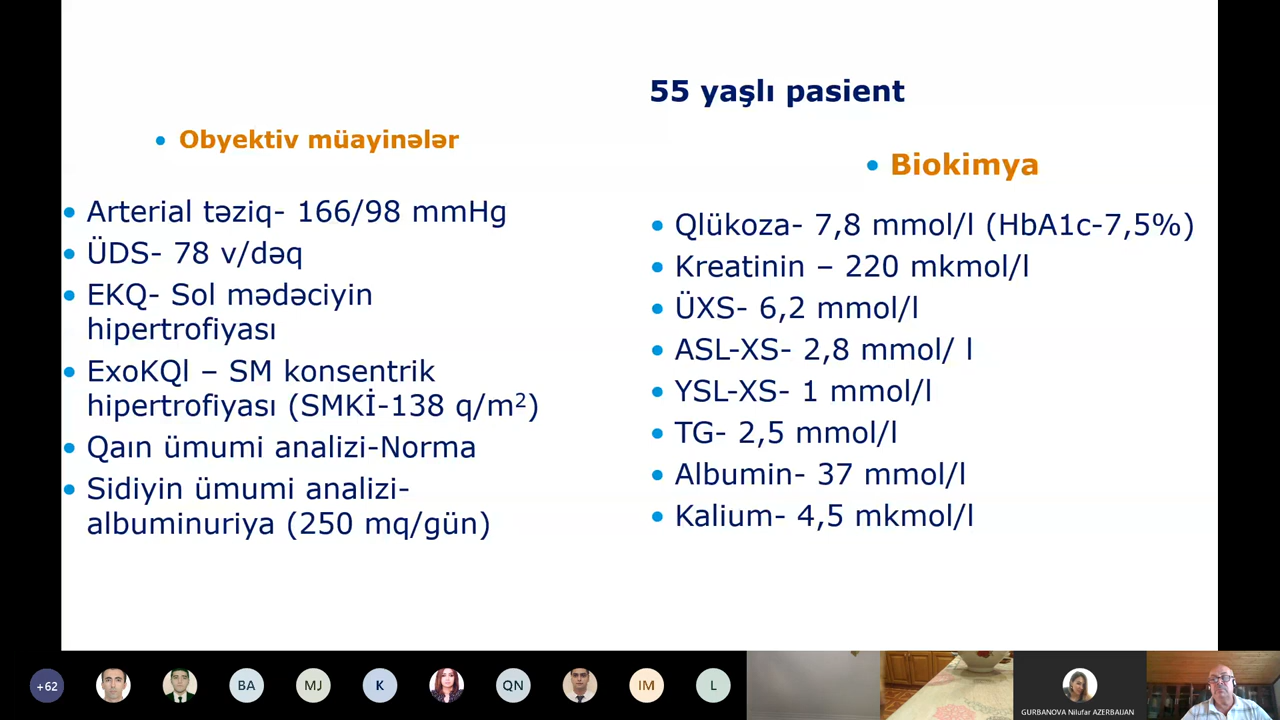 55 yaşlı pasient
• Obyektiv müayinələr
• Arterial təziq- 166/98 mmHg
• ÜDS- 78 v/dəq
• EKQ- Sol mədəciyin
hipertrofiyası
• ExoKQl – SM konsentrik
hipertrofiyası (SMKİ-138 q/m²)
• Qaın ümumi analizi-Norma
• Sidiyin ümumi analizi-
albuminuriya (250 mq/gün)
• Biokimya
• Qlükoza- 7,8 mmol/l (HbA1c-7,5%)
• Kreatinin – 220 mkmol/l
• ÜXS- 6,2 mmol/l
• ASL-XS- 2,8 mmol/ l
• YSL-XS- 1 mmol/l
• TG- 2,5 mmol/l
• Albumin- 37 mmol/l
• Kalium- 4,5 mkmol/l
+62
BA
MJ
K
QN
IM
L
GURBANOVA Nilufar AZERBAIJAN